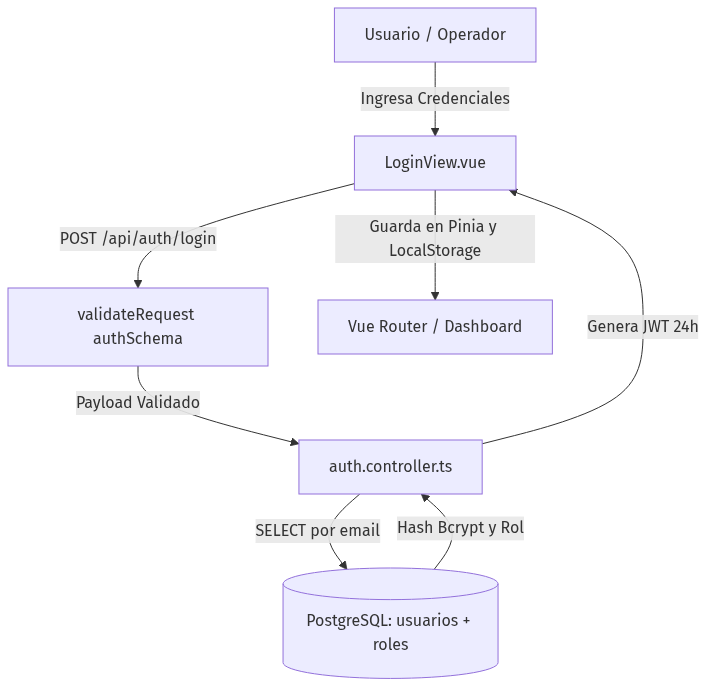 Usuario / Operador
Ingresa Credenciales
LoginView.vue
POST /api/auth/login
Guarda en Pinia y
LocalStorage
validateRequest
authSchema
Vue Router / Dashboard
Genera JWT 24h
Payload Validado
auth.controller.ts
SELECT por email
Hash Bcrypt y Rol
PostgreSQL: usuarios +
roles